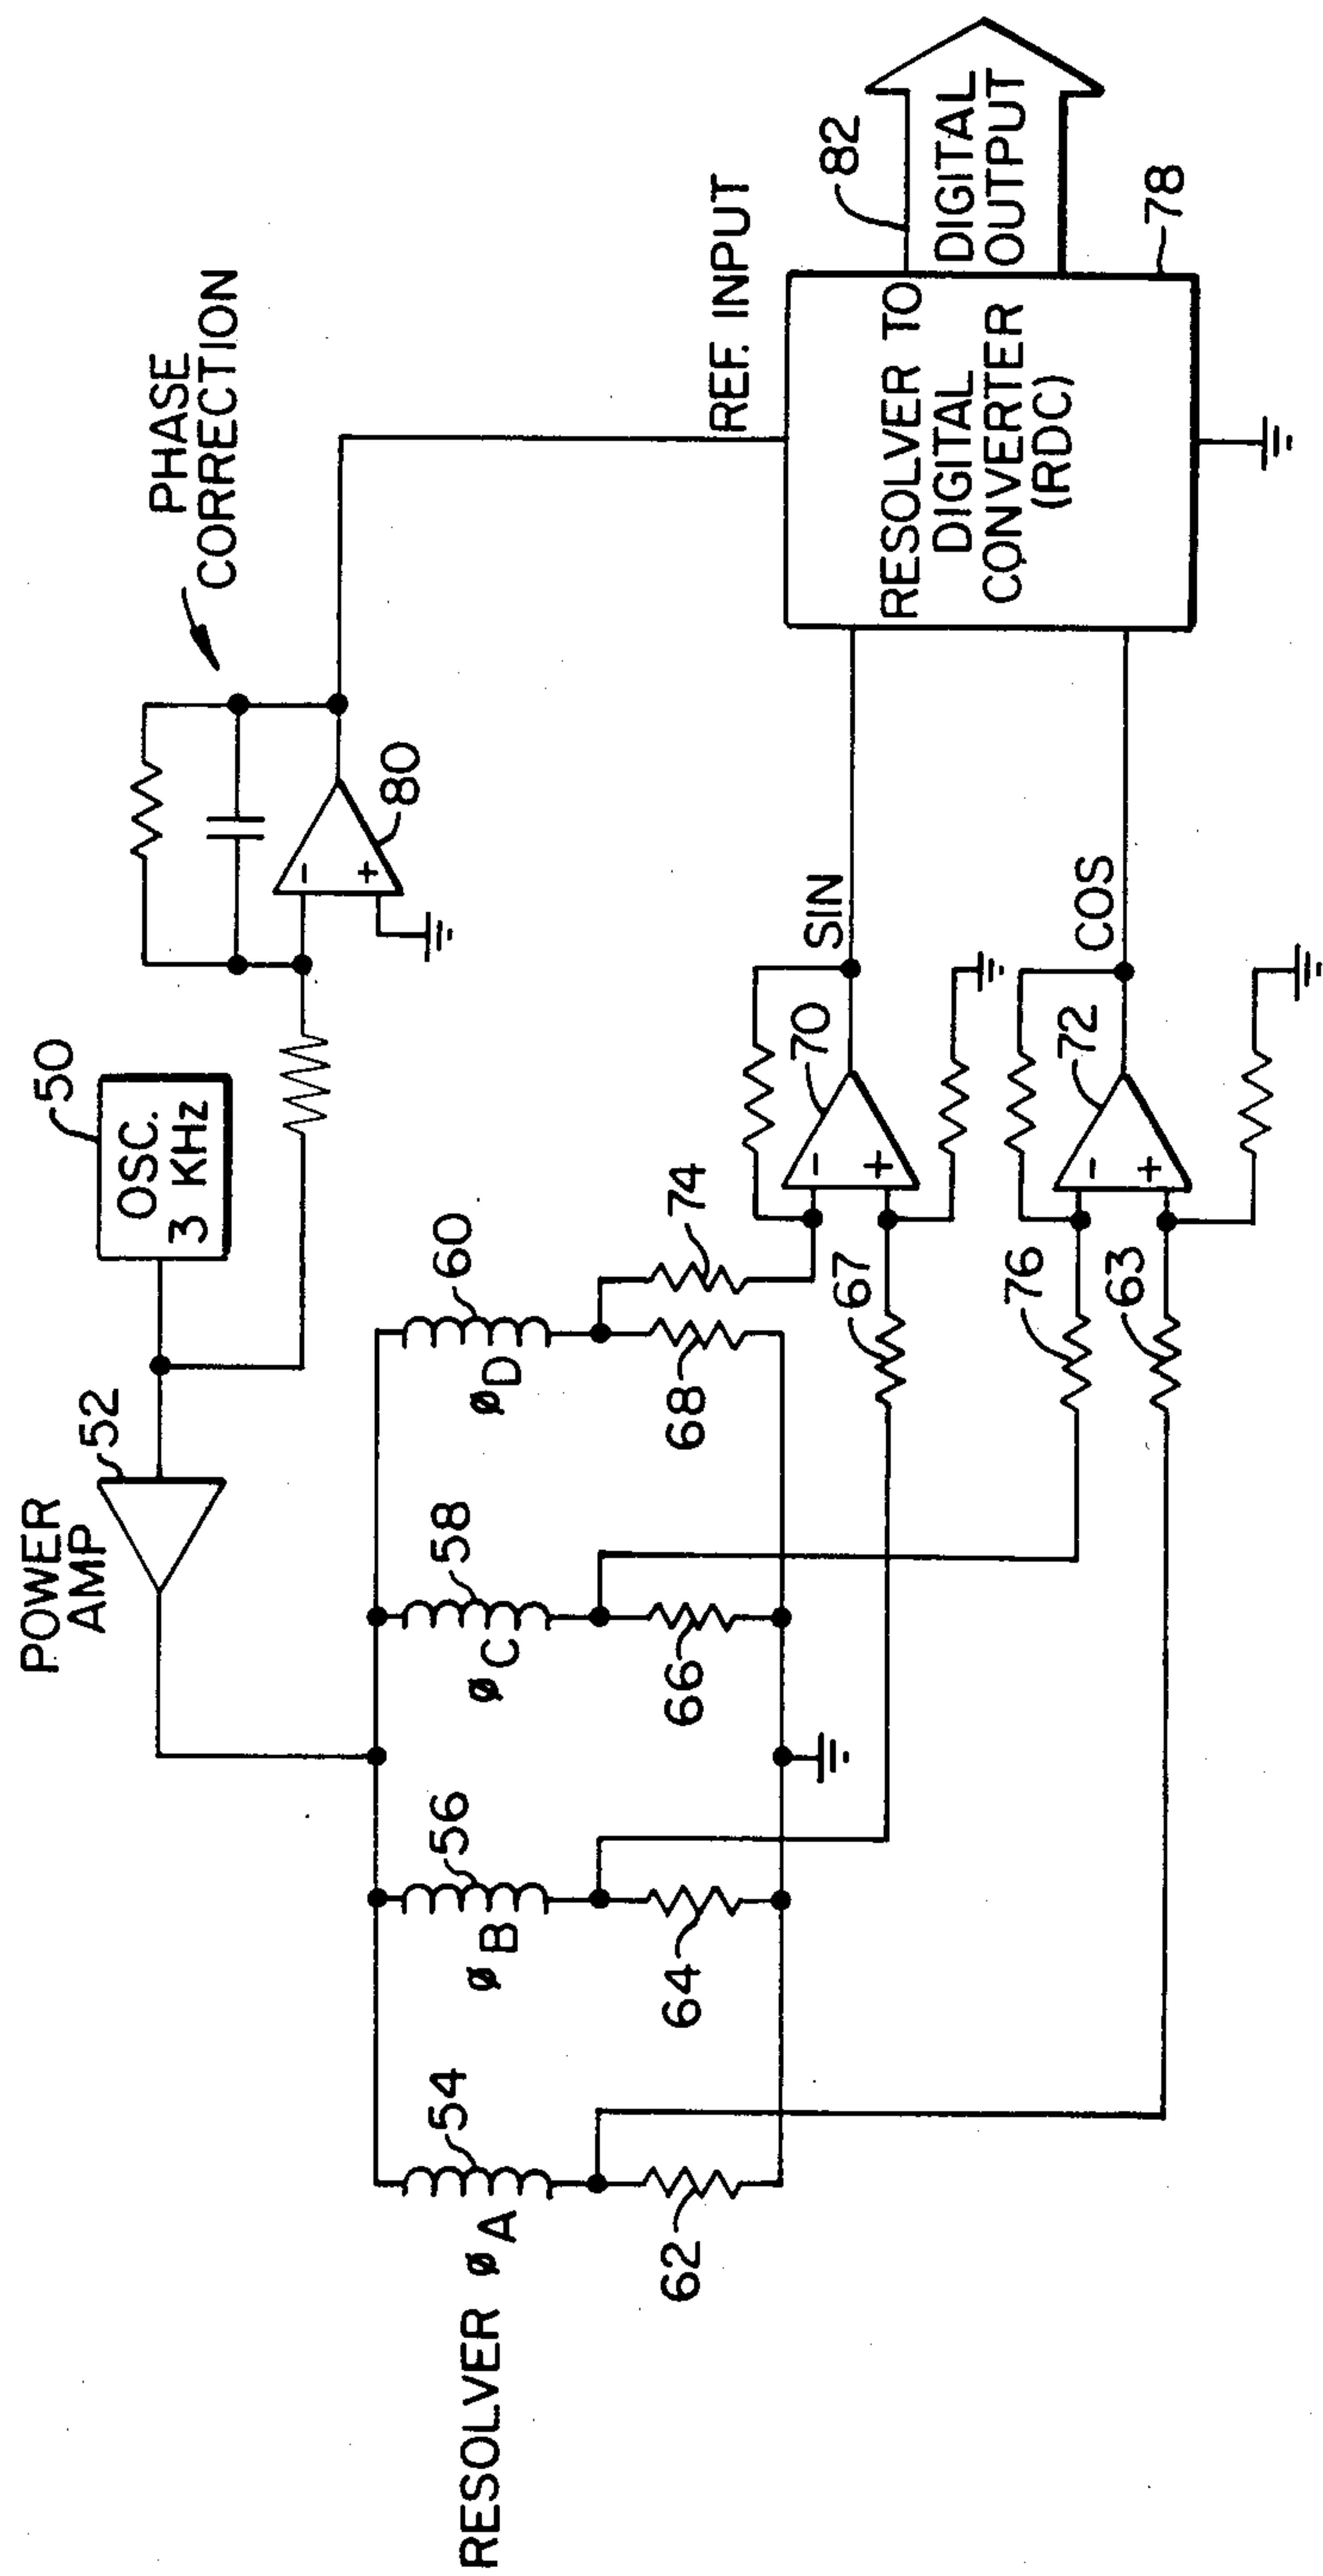 POWER
AMP
52
50
OSC.
3 KHz
PHASE
CORRECTION
-
+
80
RESOLVER øA
54
øB
56
øC
58
øD
60
62
64
66
68
74
67
76
63
-
+
70
SIN
-
+
72
COS
REF. INPUT
RESOLVER TO
DIGITAL
CONVERTER
(RDC)
78
82
DIGITAL
OUTPUT